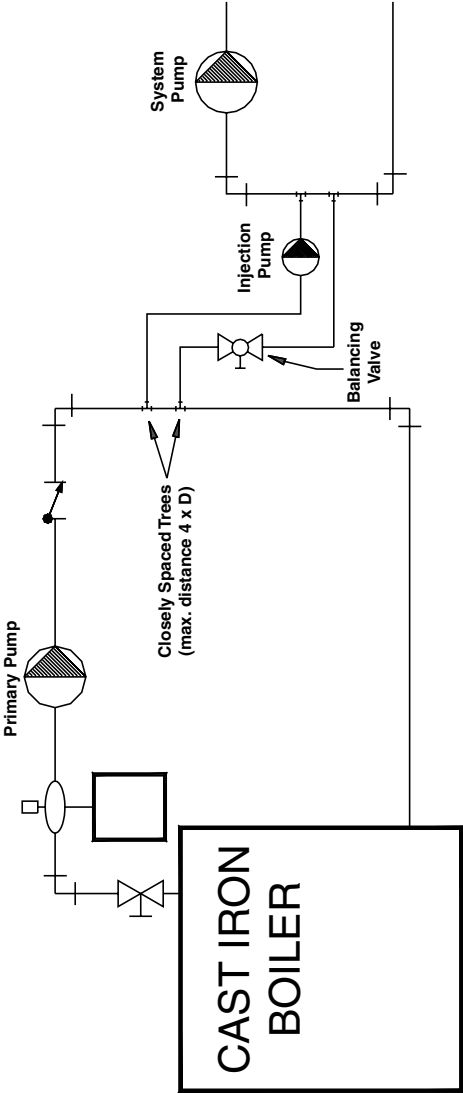 System
Pump
Injection
Pump
Balancing
Valve
Closely Spaced Trees
(max. distance 4 x D)
Primary Pump
CAST IRON
BOILER